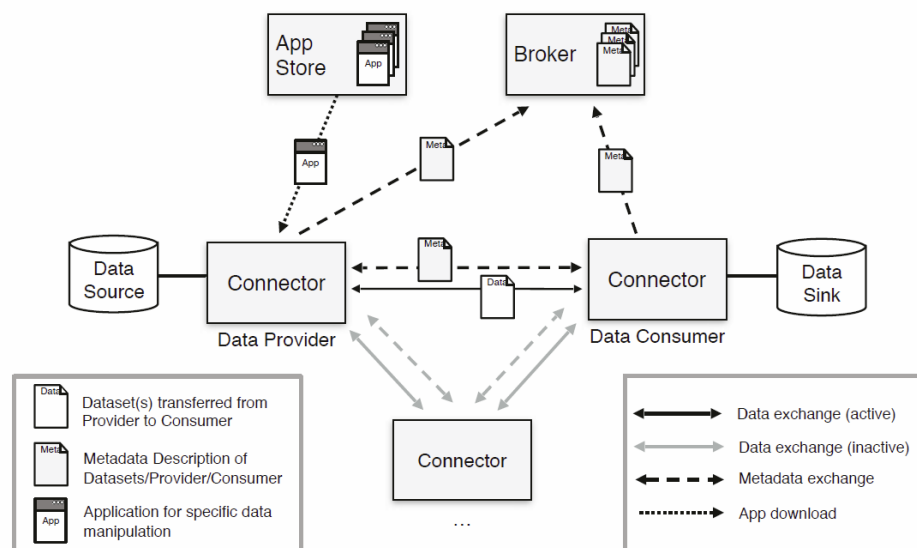 App
Store
App
Broker
Meta
Meta
Meta
App
Meta
Meta
Data
Source
Connector
Data Provider
Meta
Data
Connector
Data Consumer
Data
Sink
Connector
...
Data
Dataset(s) transferred from
Provider to Consumer
Meta
Metadata Description of
Datasets/Provider/Consumer
App
Application for specific data
manipulation
Data exchange (active)
Data exchange (inactive)
Metadata exchange
App download